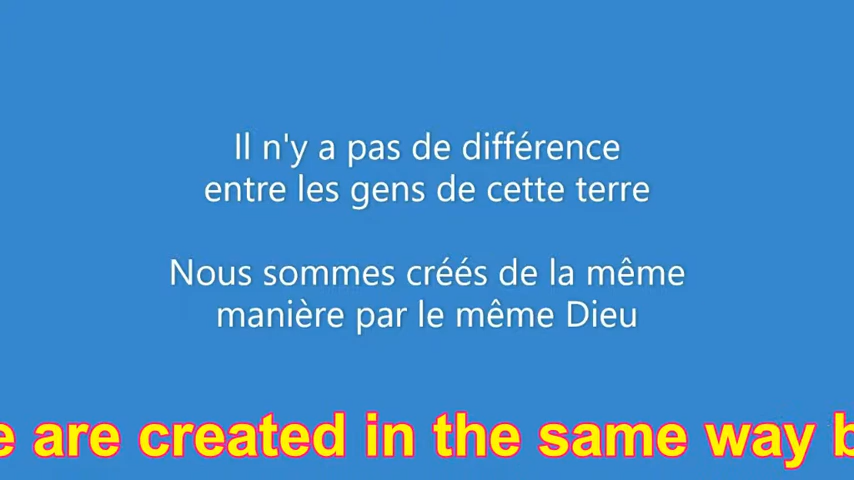 Il n'y a pas de différence
entre les gens de cette terre
Nous sommes créés de la même
manière par le même Dieu
are created in the same way